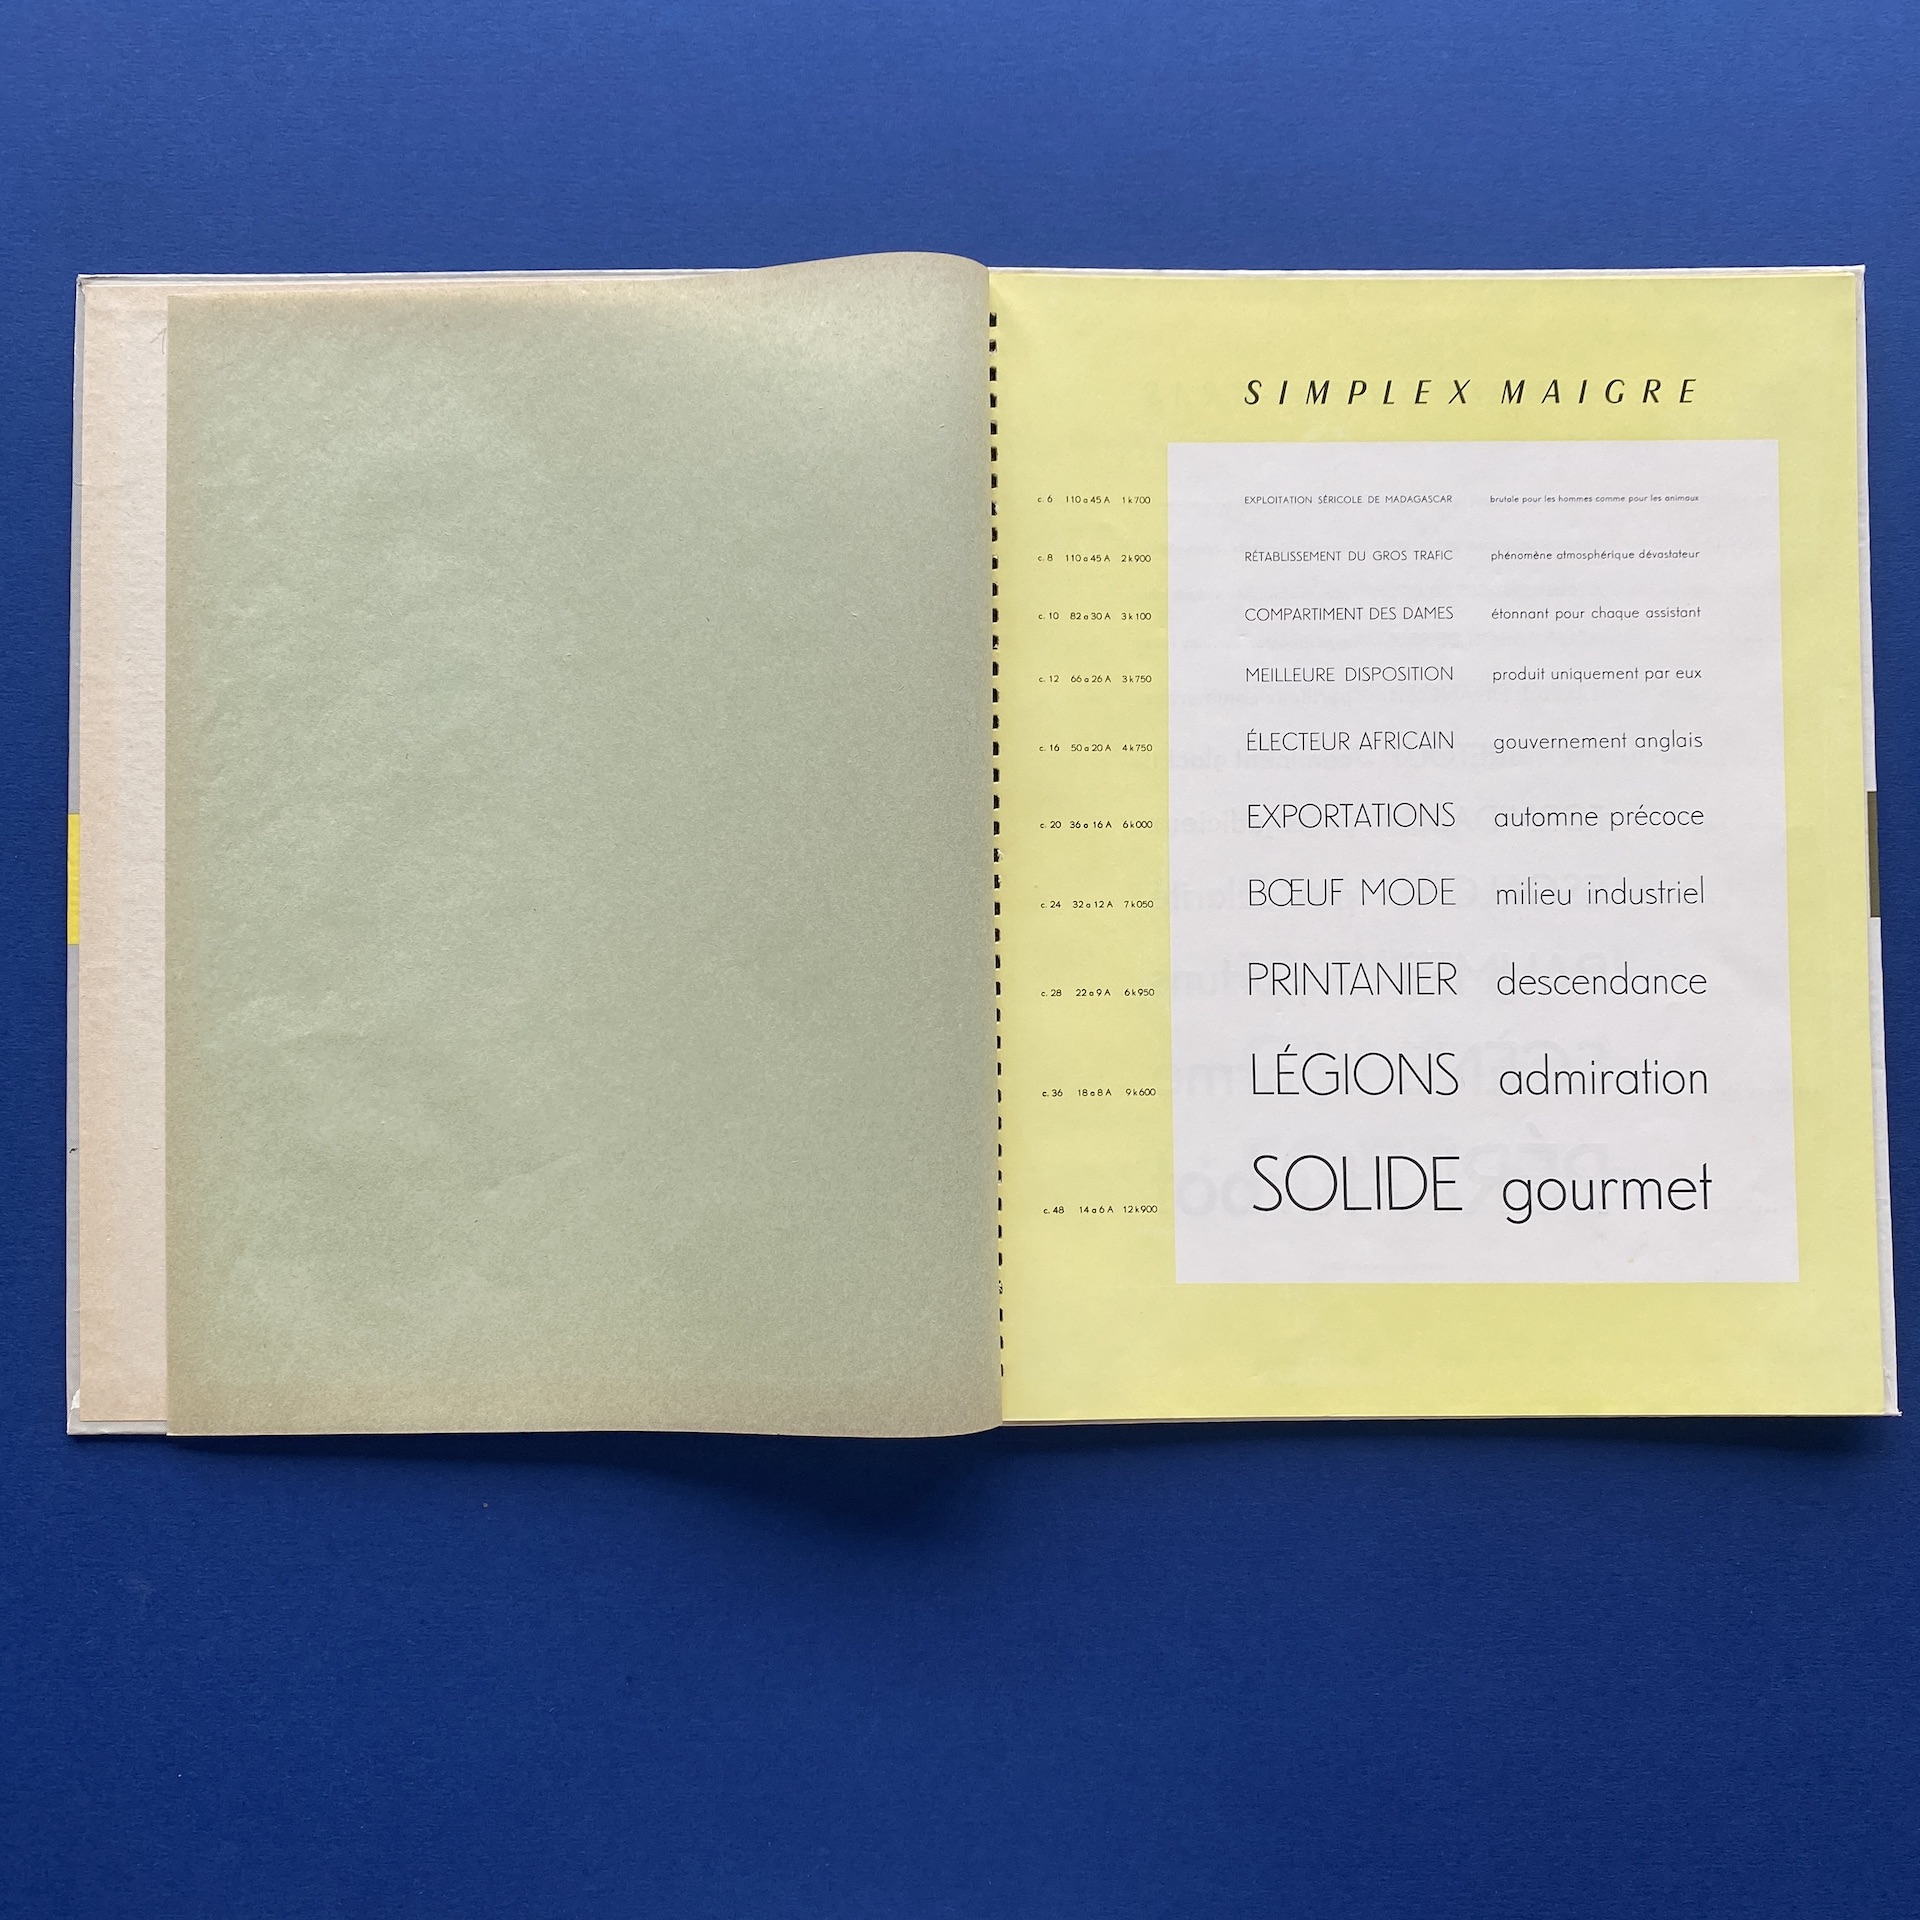 SIMPLEX MAIGRE
c. 6 110 a 45 A 1 k 700 EXPLOITATION SÉRICOLE DE MADAGASCAR brutale pour les hommes comme pour les animaux
c. 8 110 a 45 A 2 k 900 RÉTABLISSEMENT DU GROS TRAFIC phénomène atmosphérique dévastateur
c. 10 82 a 30 A 3 k 100 COMPARTIMENT DES DAMES étonnant pour chaque assistant
c. 12 66 a 26 A 3 k 750 MEILLEURE DISPOSITION produit uniquement par eux
c. 16 50 a 20 A 4 k 750 ÉLECTEUR AFRICAIN gouvernement anglais
c. 20 36 a 16 A 6 k 000 EXPORTATIONS automne précoce
c. 24 32 a 12 A 7 k 050 BŒUF MODE milieu industriel
c. 28 22 a 9 A 6 k 950 PRINTANIER descendance
c. 36 18 a 8 A 9 k 600 LÉGIONS admiration
c. 48 14 a 6 A 12 k 900 SOLIDE gourmet